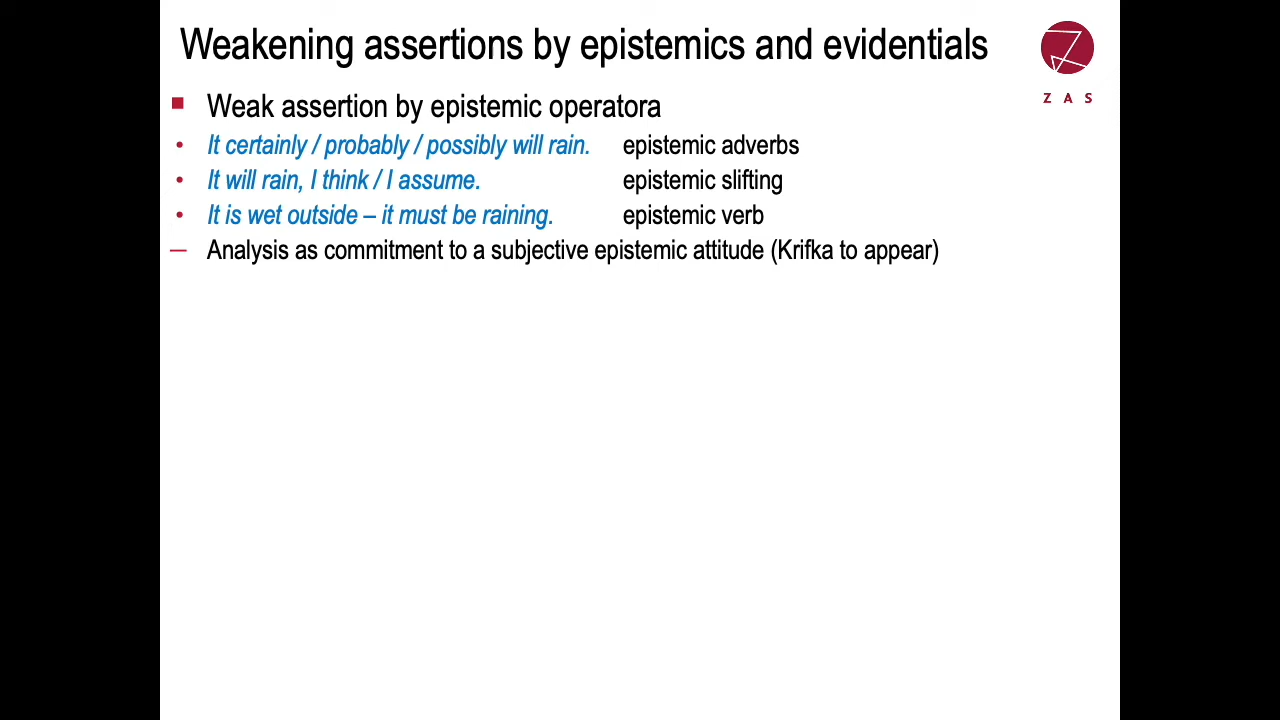 Weakening assertions by epistemics and evidentials
Z A S
Weak assertion by epistemic operatora
It certainly / probably / possibly will rain. epistemic adverbs
It will rain, I think / I assume. epistemic slifting
It is wet outside – it must be raining. epistemic verb
Analysis as commitment to a subjective epistemic attitude (Krifka to appear)